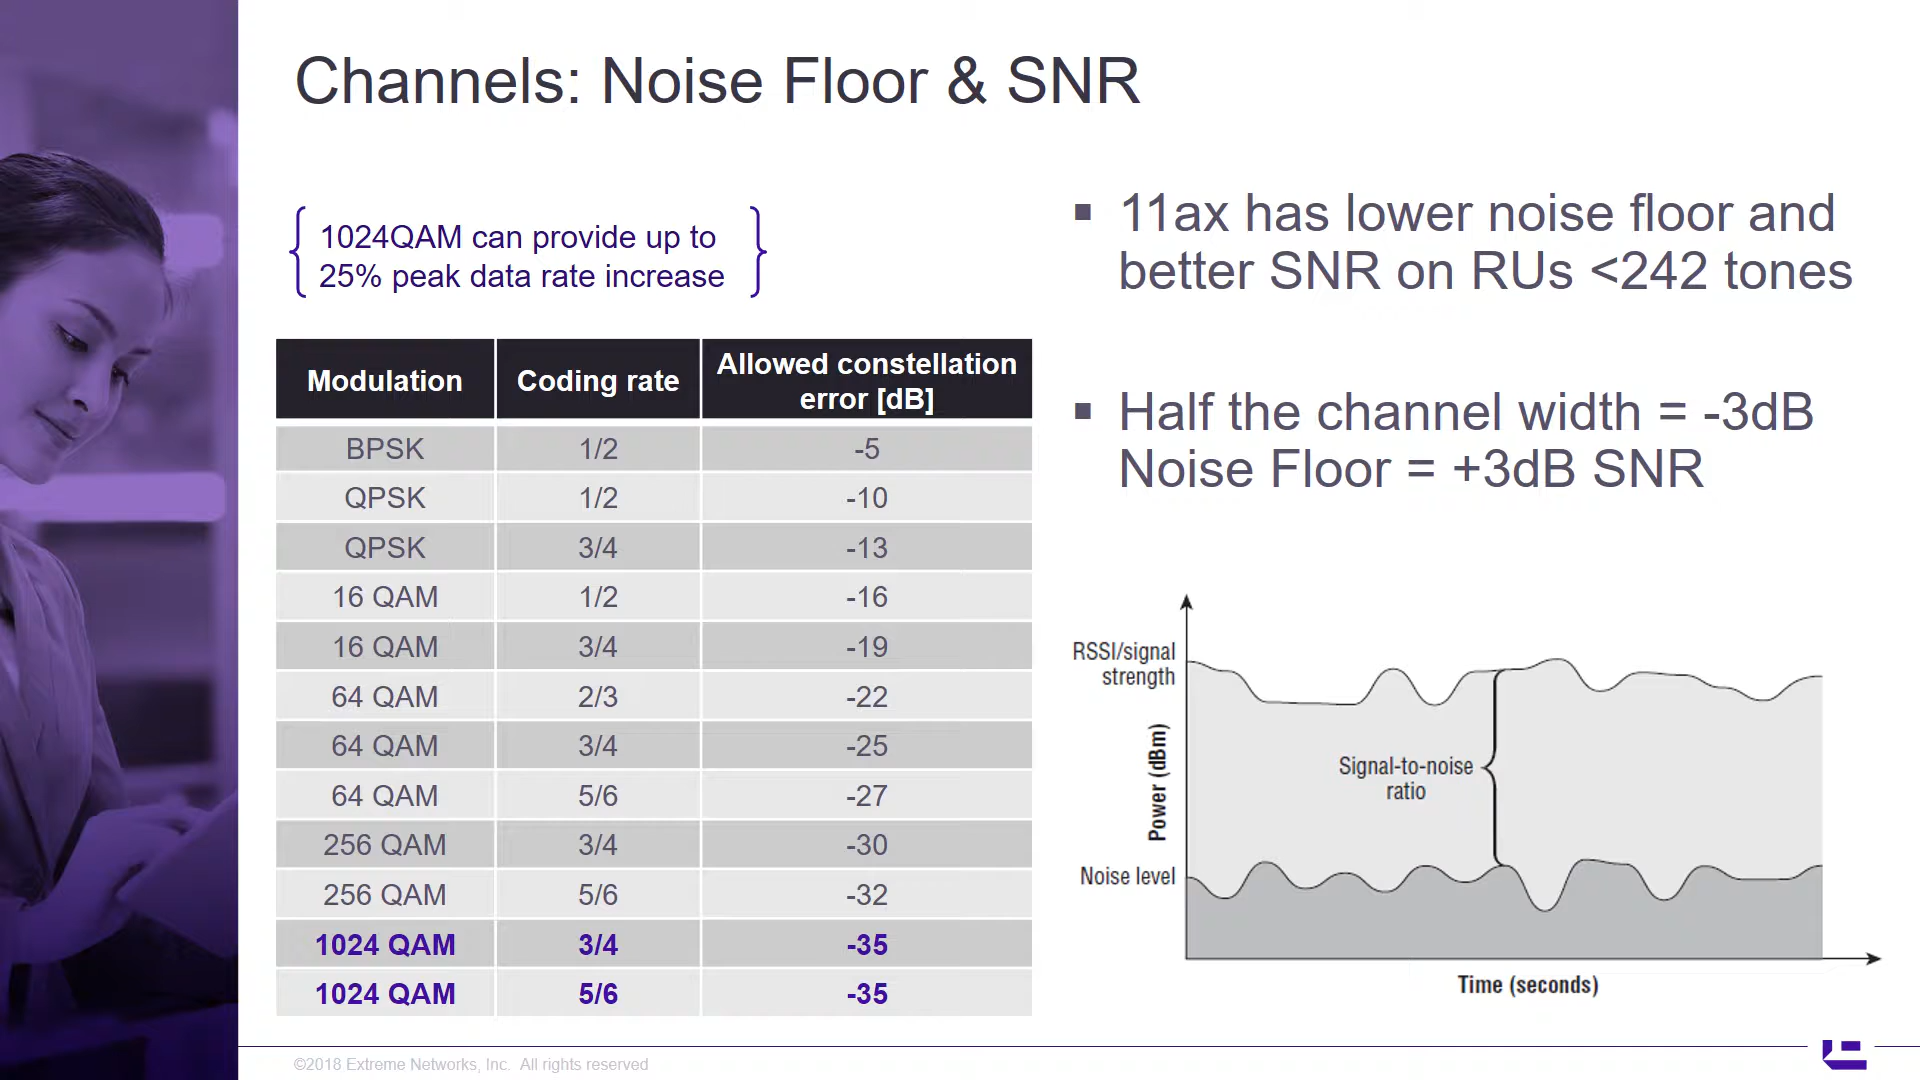 Channels: Noise Floor & SNR
1024QAM can provide up to
25% peak data rate increase
Modulation Coding rate Allowed constellation error [dB]
BPSK 1/2 -5
QPSK 1/2 -10
QPSK 3/4 -13
16 QAM 1/2 -16
16 QAM 3/4 -19
64 QAM 2/3 -22
64 QAM 3/4 -25
64 QAM 5/6 -27
256 QAM 3/4 -30
256 QAM 5/6 -32
1024 QAM 3/4 -35
1024 QAM 5/6 -35
▪ 11ax has lower noise floor and
better SNR on RUs <242 tones
▪ Half the channel width = -3dB
Noise Floor = +3dB SNR
RSSI/signal
strength
Power (dBm)
Signal-to-noise
ratio
Noise level
Time (seconds)
©2018 Extreme Networks, Inc. All rights reserved